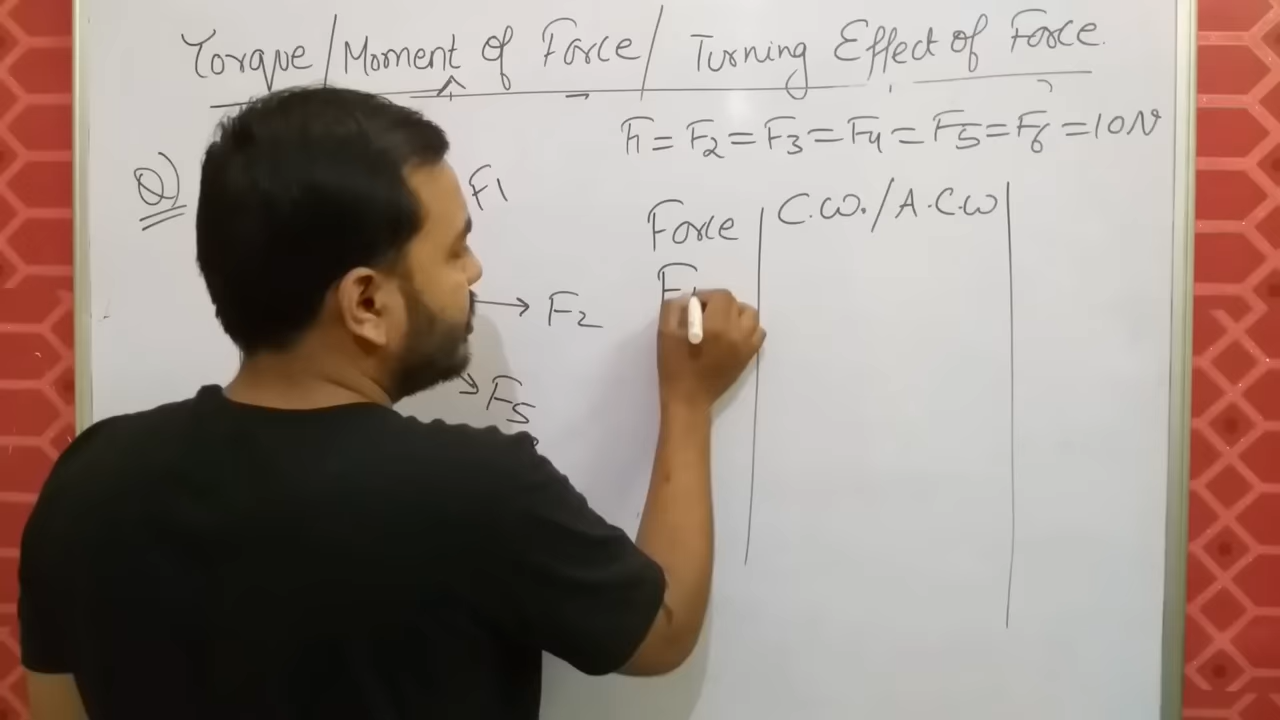 Torque/Moment of Force/ Turning Effect of Force.
F1 = F2 = F3 = F4 = F5 = F6 = 10N
Q)
F1
Force C.W./A.C.W
F2
F5